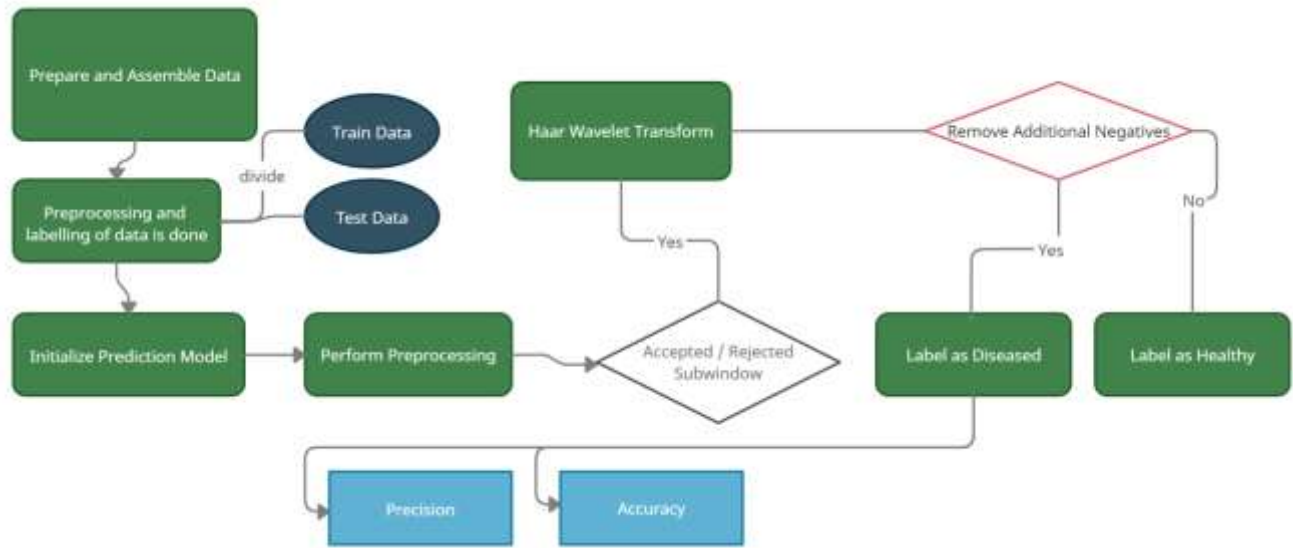 Prepare and Assemble Data
Train Data
divide
Test Data
Preprocessing and
labelling of data is done
Haar Wavelet Transform
Remove Additional Negatives
No
Yes
Yes
Initialize Prediction Model
Perform Preprocessing
Accepted / Rejected
Subwindow
Label as Diseased
Label as Healthy
Precision
Accuracy